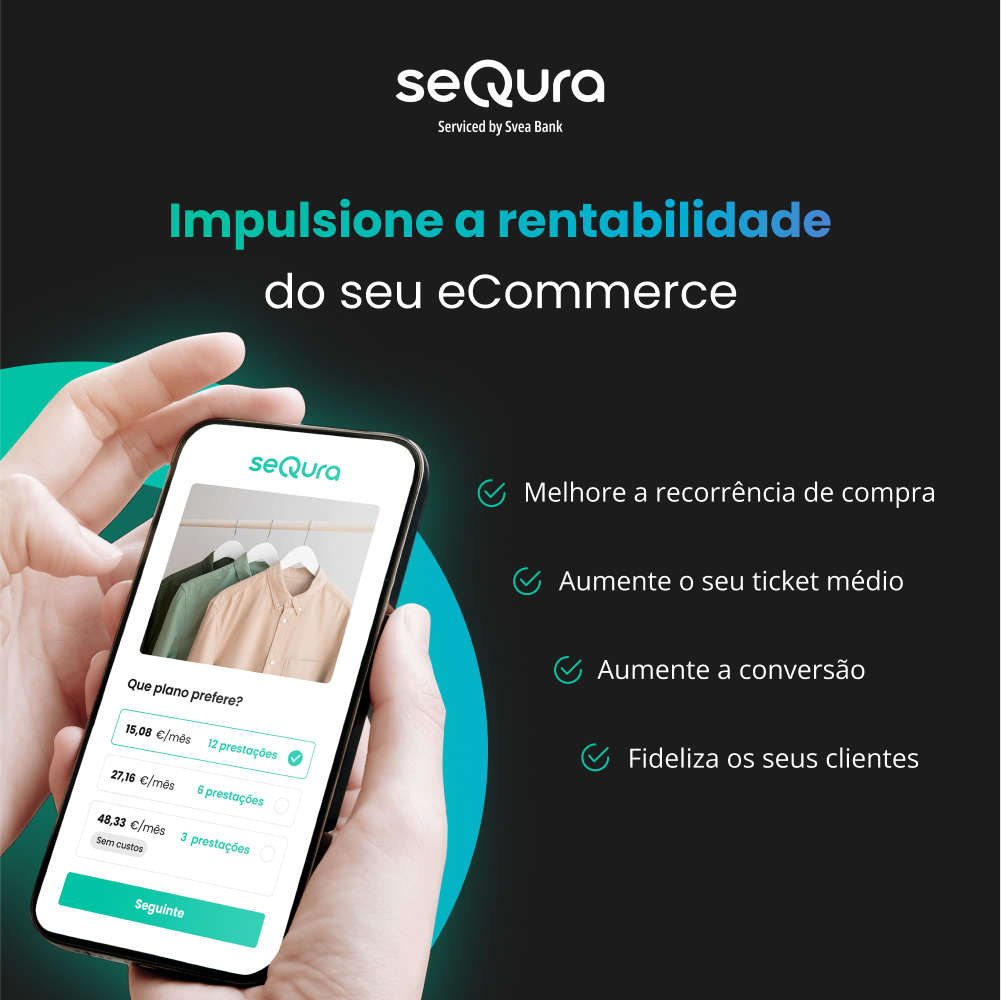 seQura
Serviced by Svea Bank
Impulsione a rentabilidade
do seu eCommerce
seQura
Que plano prefere?
15,08 €/mês 12 prestações
27,16 €/mês 6 prestações
48,33 €/mês 3 prestações
Sem custos
Seguinte
Melhore a recorrência de compra
Aumente o seu ticket médio
Aumente a conversão
Fideliza os seus clientes